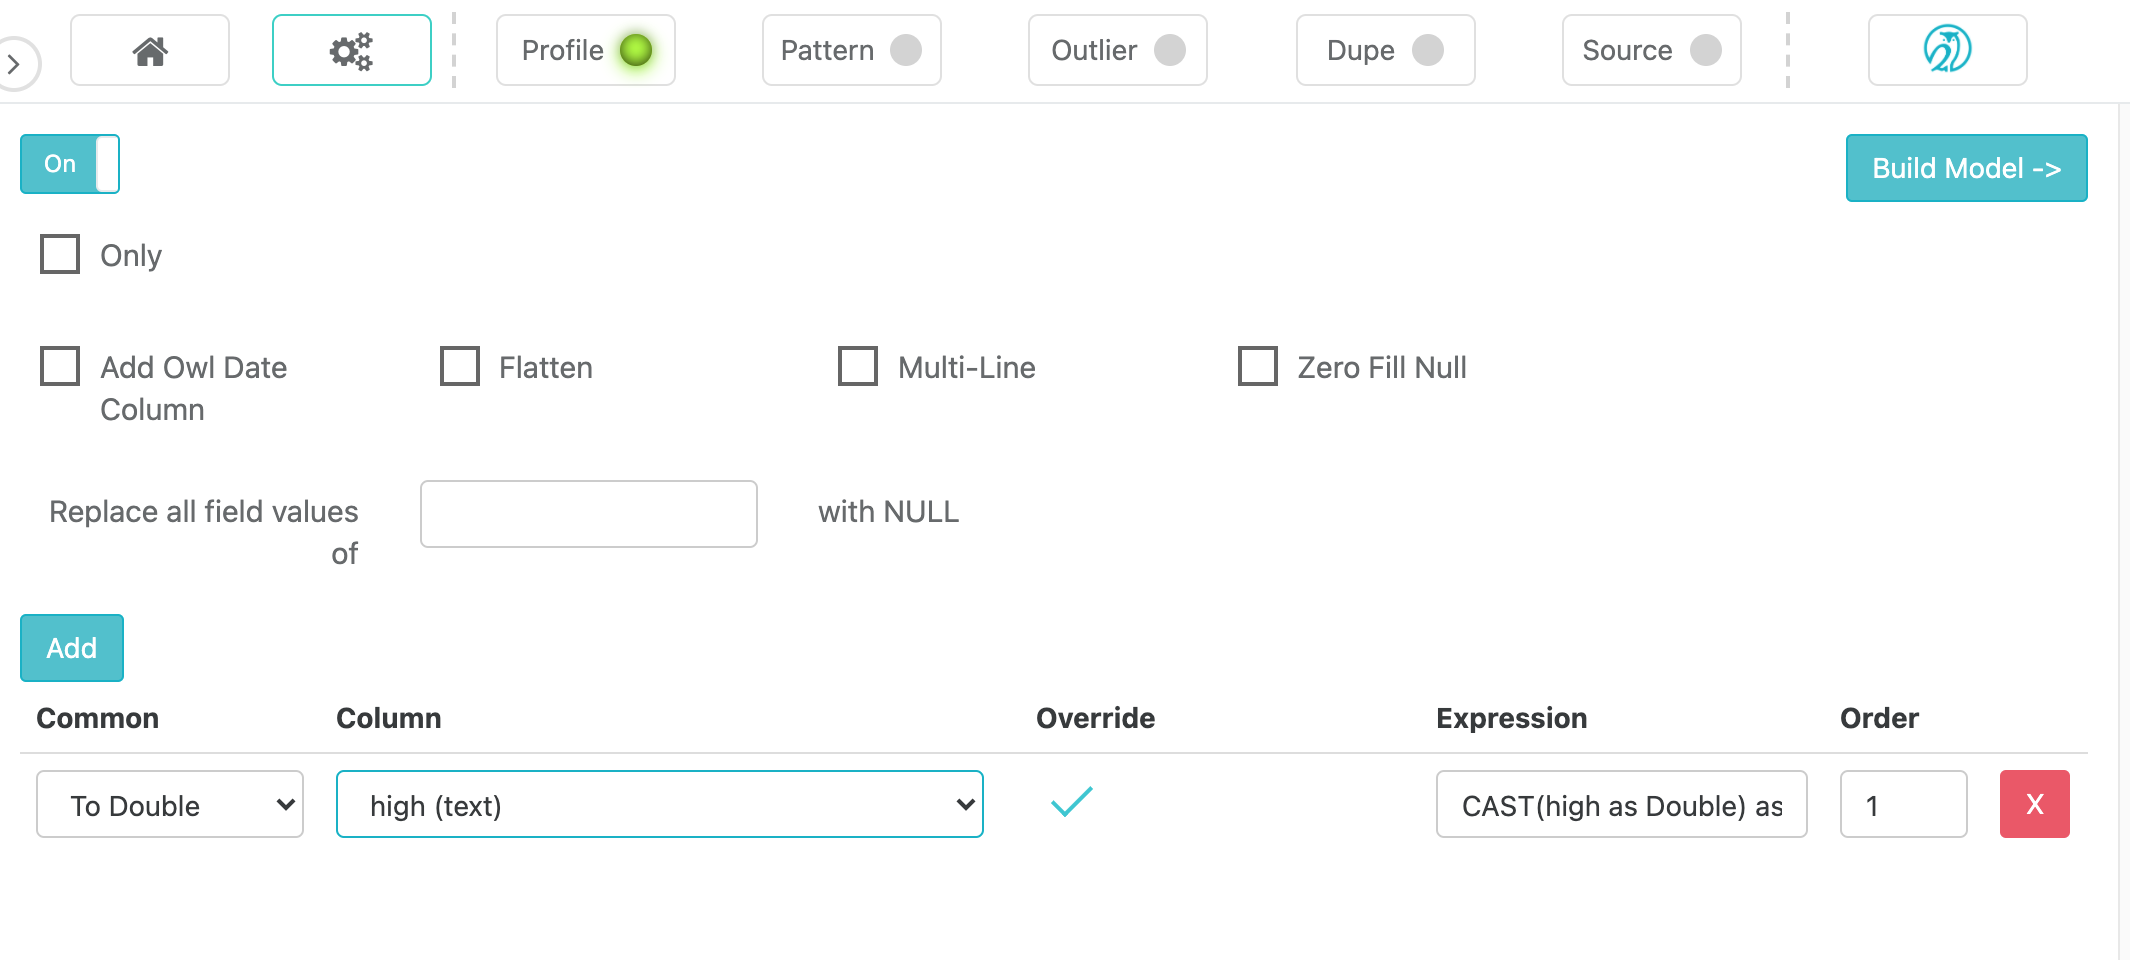 Profile
Pattern
Outlier
Dupe
Source
On
Build Model ->
Only
Add Owl Date
Column
Flatten
Multi-Line
Zero Fill Null
Replace all field values
of
with NULL
Add
Common Column Override Expression Order
To Double high (text) CAST(high as Double) as 1 X